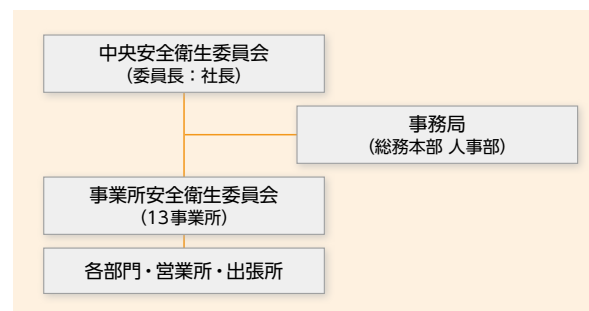 中央安全衛生委員会
（委員長：社長）
事務局
（総務本部 人事部）
事業所安全衛生委員会
（13事業所）
各部門・営業所・出張所